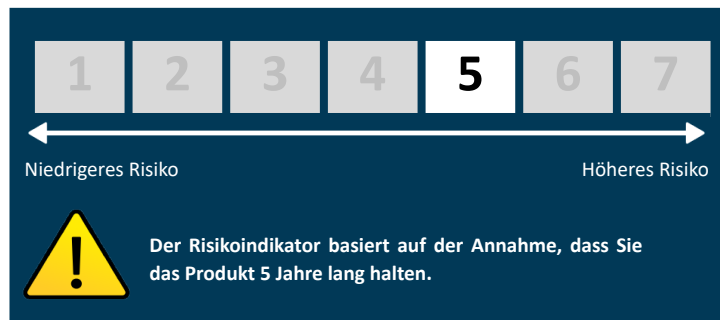 1 2 3 4 5 6 7
Niedrigeres Risiko Höheres Risiko
Der Risikoindikator basiert auf der Annahme, dass Sie
das Produkt 5 Jahre lang halten.